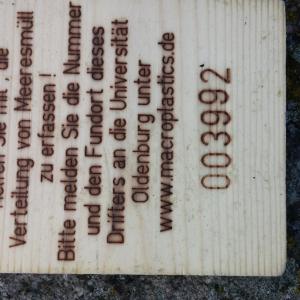 die
Verteilung von Meeresmüll
zu erfassen!
Bitte melden Sie die Nummer
und den Fundort dieses
Drifters an die Universität
Oldenburg unter
www.macroplastics.de
003992